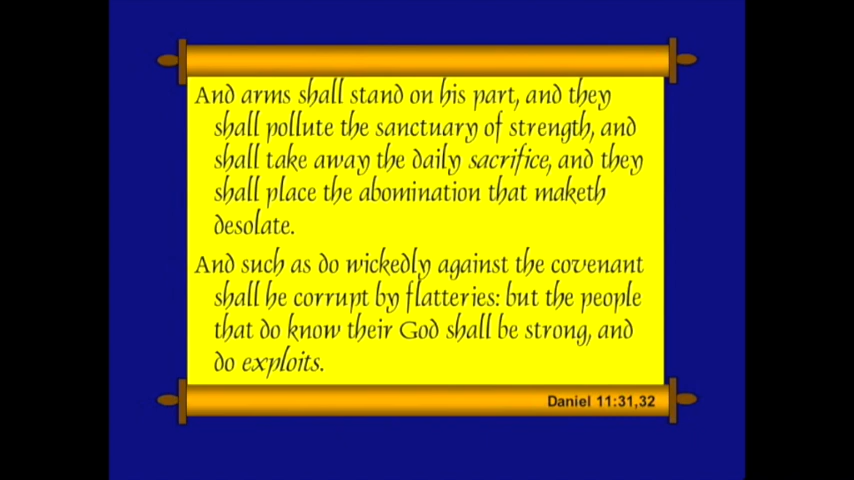 And arms shall stand on his part, and they
shall pollute the sanctuary of strength, and
shall take away the daily sacrifice, and they
shall place the abomination that maketh
desolate.
And such as do wickedly against the covenant
shall he corrupt by flatteries: but the people
that do know their God shall be strong, and
do exploits.
Daniel 11:31,32